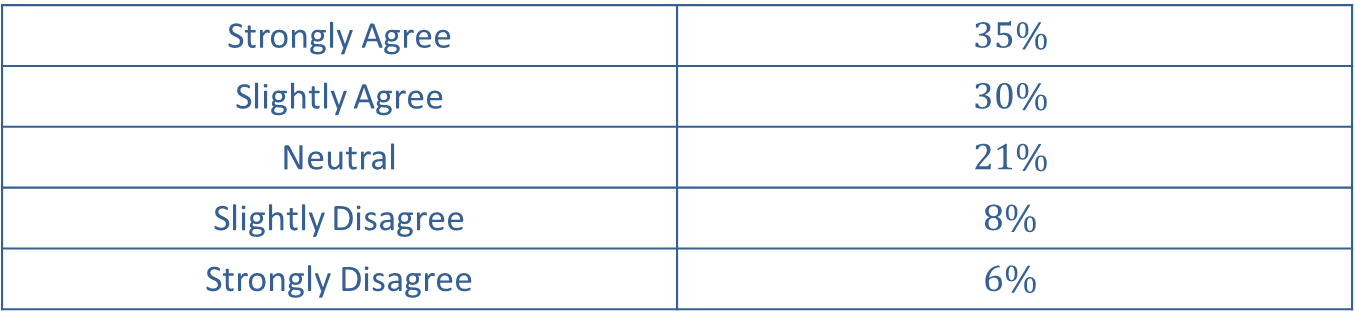 Strongly Agree 35%
Slightly Agree 30%
Neutral 21%
Slightly Disagree 8%
Strongly Disagree 6%